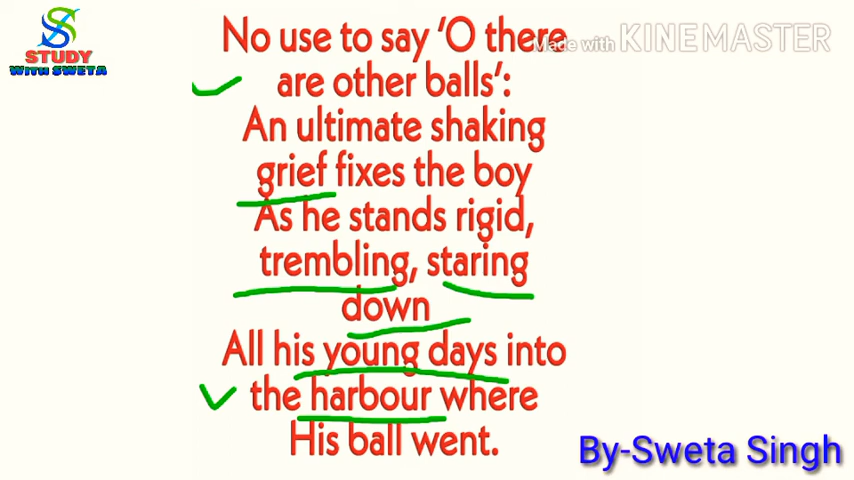 STUDY
WITH SWETA
Made with KINEMASTER
No use to say ‘O there
are other balls’:
An ultimate shaking
grief fixes the boy
As he stands rigid,
trembling, staring
down
All his young days into
the harbour where
His ball went.
By-Sweta Singh